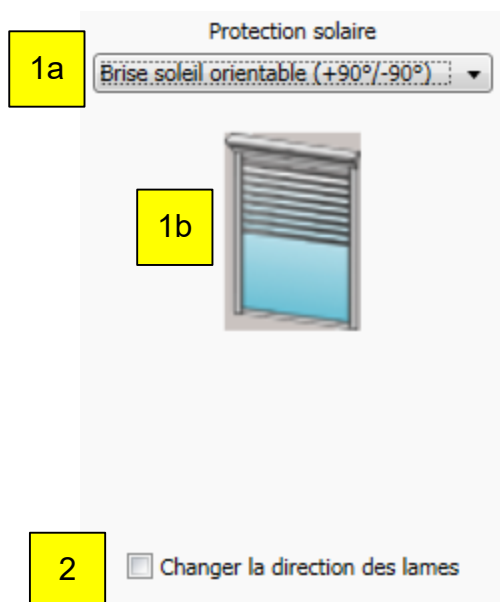 Protection solaire
1a
Brise soleil orientable (+90°/-90°)
1b
2
Changer la direction des lames